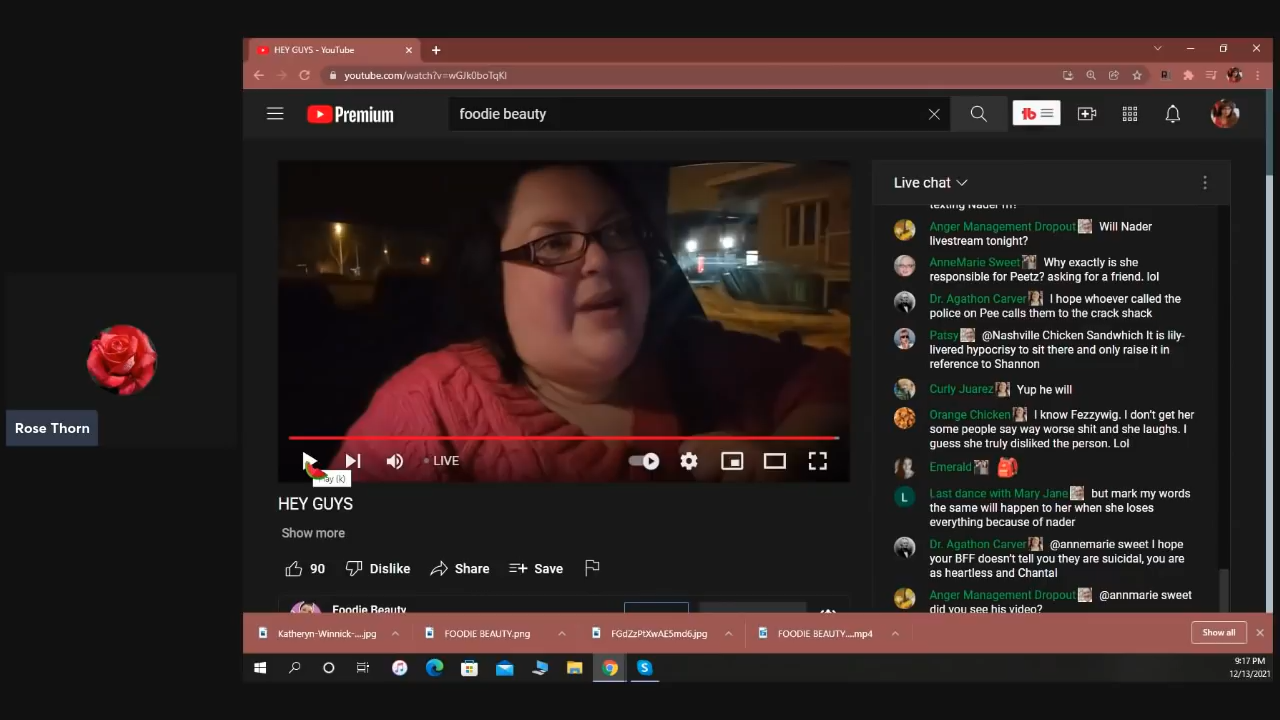 HEY GUYS - YouTube
youtube.com/watch?v=wGJk0boTqKI
Premium
foodie beauty
Live chat
texting Nader rn?
Anger Management Dropout Will Nader
livestream tonight?
AnneMarie Sweet Why exactly is she
responsible for Peetz? asking for a friend. lol
Dr. Agathon Carver I hope whoever called the
police on Pee calls them to the crack shack
Patsy @Nashville Chicken Sandwhich It is lily-
livered hypocrisy to sit there and only raise it in
reference to Shannon
Curly Juarez Yup he will
Orange Chicken I know Fezzywig. I don't get her
some people say way worse shit and she laughs. I
guess she truly disliked the person. Lol
Emerald
L Last dance with Mary Jane but mark my words
the same will happen to her when she loses
everything because of nader
Dr. Agathon Carver @annemarie sweet I hope
your BFF doesn't tell you they are suicidal, you are
as heartless and Chantal
Anger Management Dropout @annmarie sweet
did you see his video?
Rose Thorn
LIVE
Play (k)
HEY GUYS
Show more
90 Dislike Share Save
Foodie Beauty
Katheryn-Winnick-....jpg FOODIE BEAUTY.png FGdZzPtXwAE5md6.jpg FOODIE BEAUTY....mp4 Show all
9:17 PM
12/13/2021